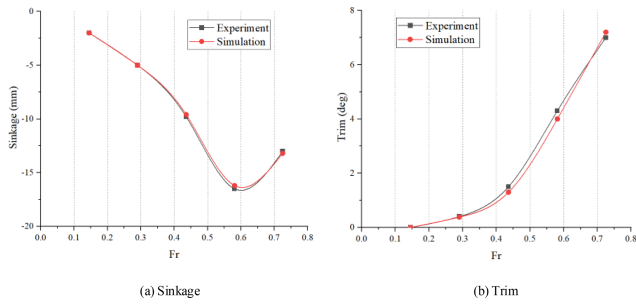 0
-5
-10
-15
-20
Sinkage (mm)
Experiment
Simulation
0.0 0.1 0.2 0.3 0.4 0.5 0.6 0.7 0.8
Fr
(a) Sinkage
8
6
4
2
0
Trim (deg)
Experiment
Simulation
0.0 0.1 0.2 0.3 0.4 0.5 0.6 0.7 0.8
Fr
(b) Trim